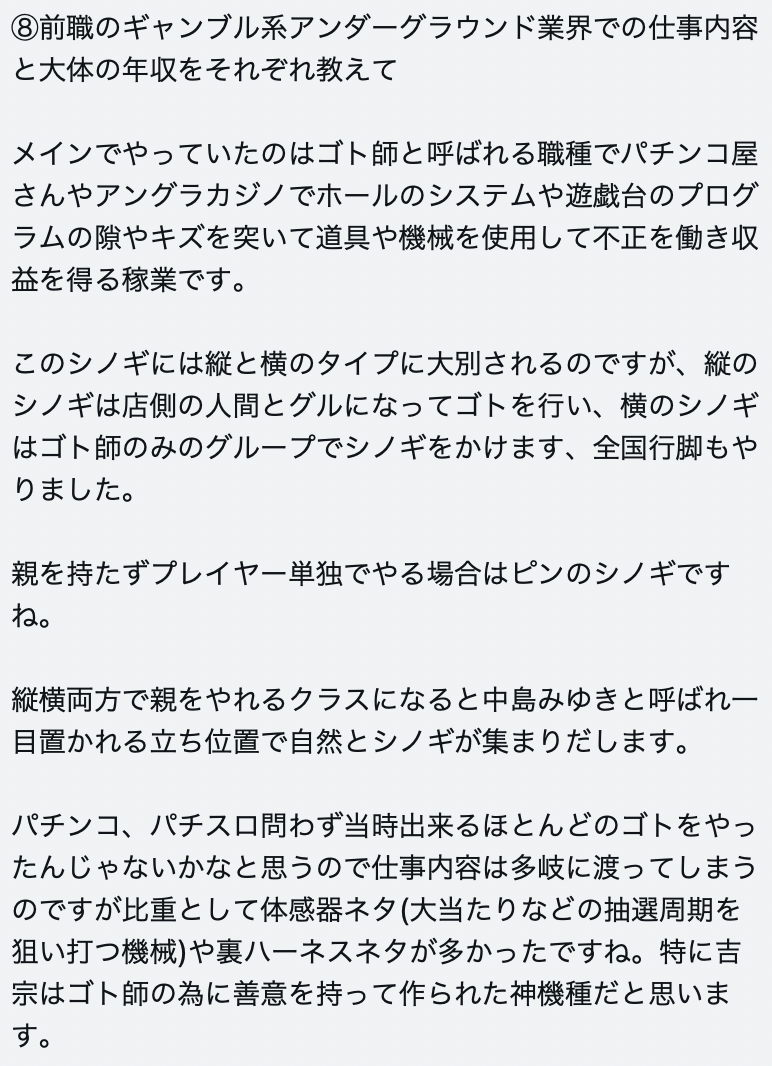 ⑧前職のギャンブル系アンダーグラウンド業界での仕事内容
と大体の年収をそれぞれ教えて
メインでやっていたのはゴト師と呼ばれる職種でパチンコ屋
さんやアングラカジノでホールのシステムや遊戯台のプログ
ラムの隙やキズを突いて道具や機械を使用して不正を働き収
益を得る稼業です。
このシノギには縦と横のタイプに大別されるのですが、縦の
シノギは店側の人間とグルになってゴトを行い、横のシノギ
はゴト師のみのグループでシノギをかけます、全国行脚もや
りました。
親を持たずプレイヤー単独でやる場合はピンのシノギです
ね。
縦横両方で親をやれるクラスになると中島みゆきと呼ばれ一
目置かれる立ち位置で自然とシノギが集まりだします。
パチンコ、パチスロ問わず当時出来るほとんどのゴトをやっ
たんじゃないかなと思うので仕事内容は多岐に渡ってしまう
のですが比重として体感器ネタ(大当たりなどの抽選周期を
狙い打つ機械)や裏ハーネスネタが多かったですね。特に吉
宗はゴト師の為に善意を持って作られた神機種だと思いま
す。